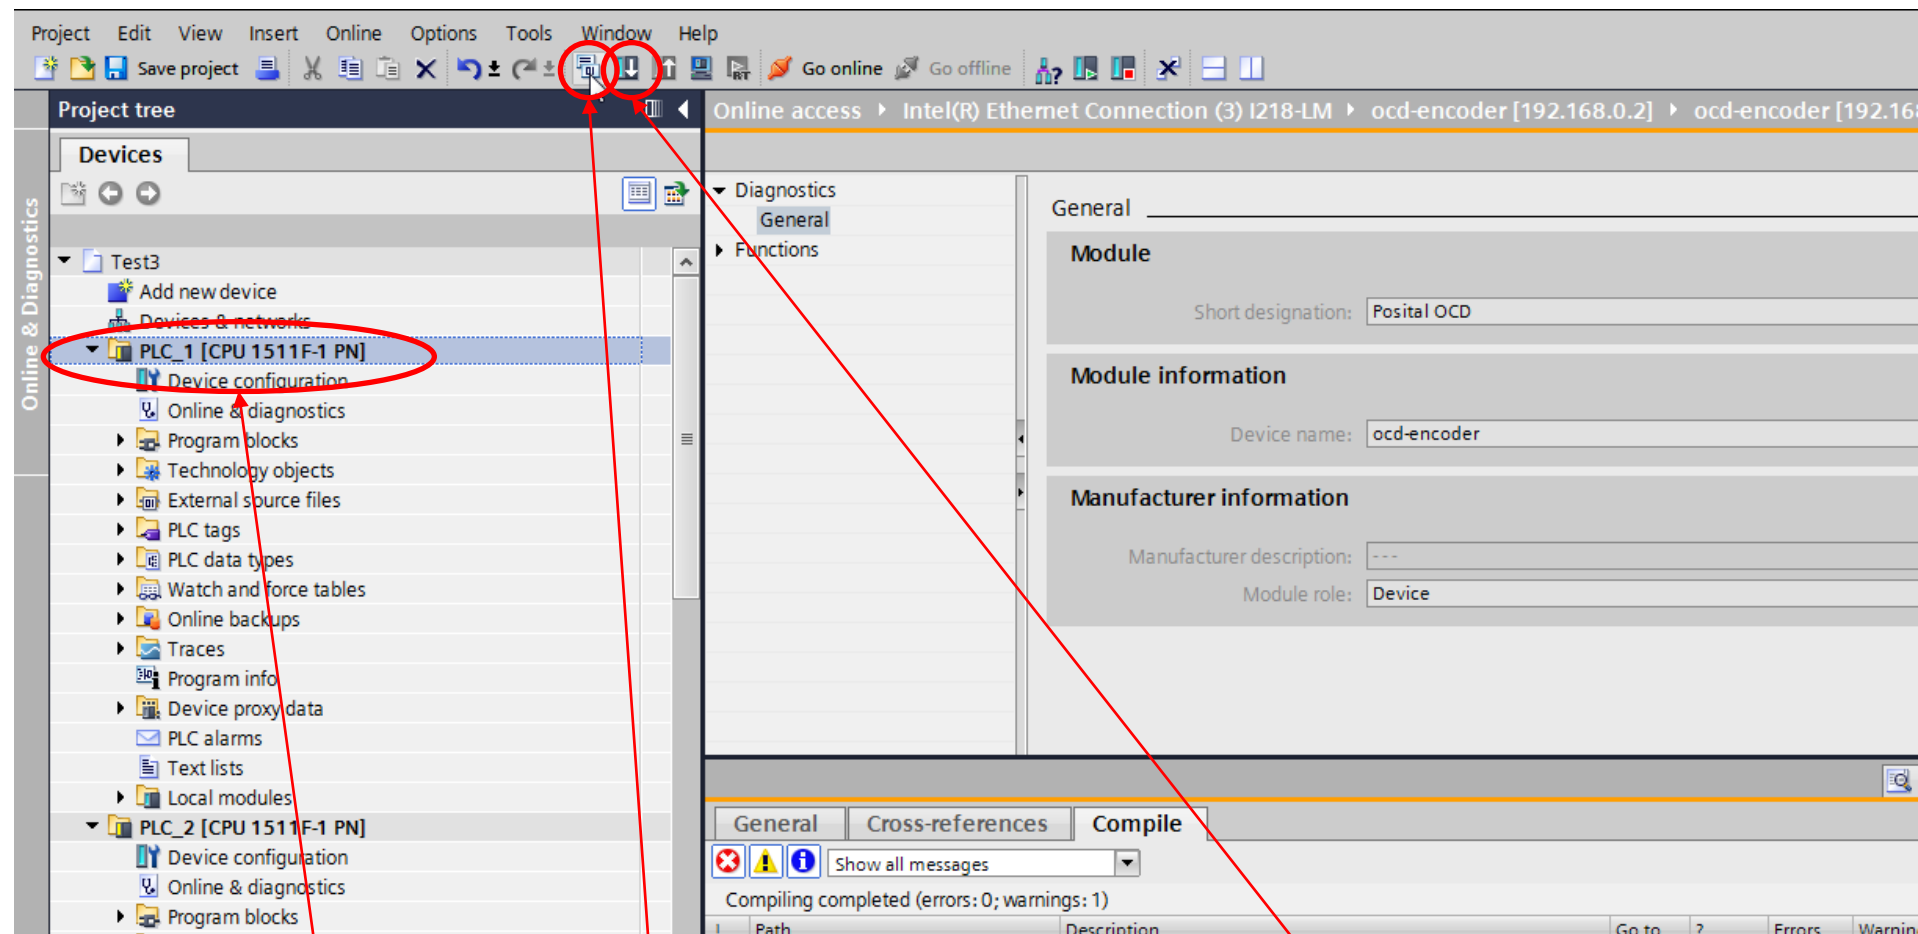 Project Edit View Insert Online Options Tools Window Help
Save project Go online Go offline
Project tree
Online access Intel(R) Ethernet Connection (3) I218-LM ocd-encoder [192.168.0.2] ocd-encoder [192.168
Devices
Online & Diagnostics
Diagnostics
General
Functions
General
Module
Short designation: Posital OCD
Module information
Device name: ocd-encoder
Manufacturer information
Manufacturer description: ---
Module role: Device
Test3
Add new device
Devices & networks
PLC_1 [CPU 1511F-1 PN]
Device configuration
Online & diagnostics
Program blocks
Technology objects
External source files
PLC tags
PLC data types
Watch and force tables
Online backups
Traces
Program info
Device proxy data
PLC alarms
Text lists
Local modules
PLC_2 [CPU 1511F-1 PN]
Device configuration
Online & diagnostics
Program blocks
General Cross-references Compile
Show all messages
Compiling completed (errors: 0; warnings: 1)
! Path Description Go to ? Errors Warnin